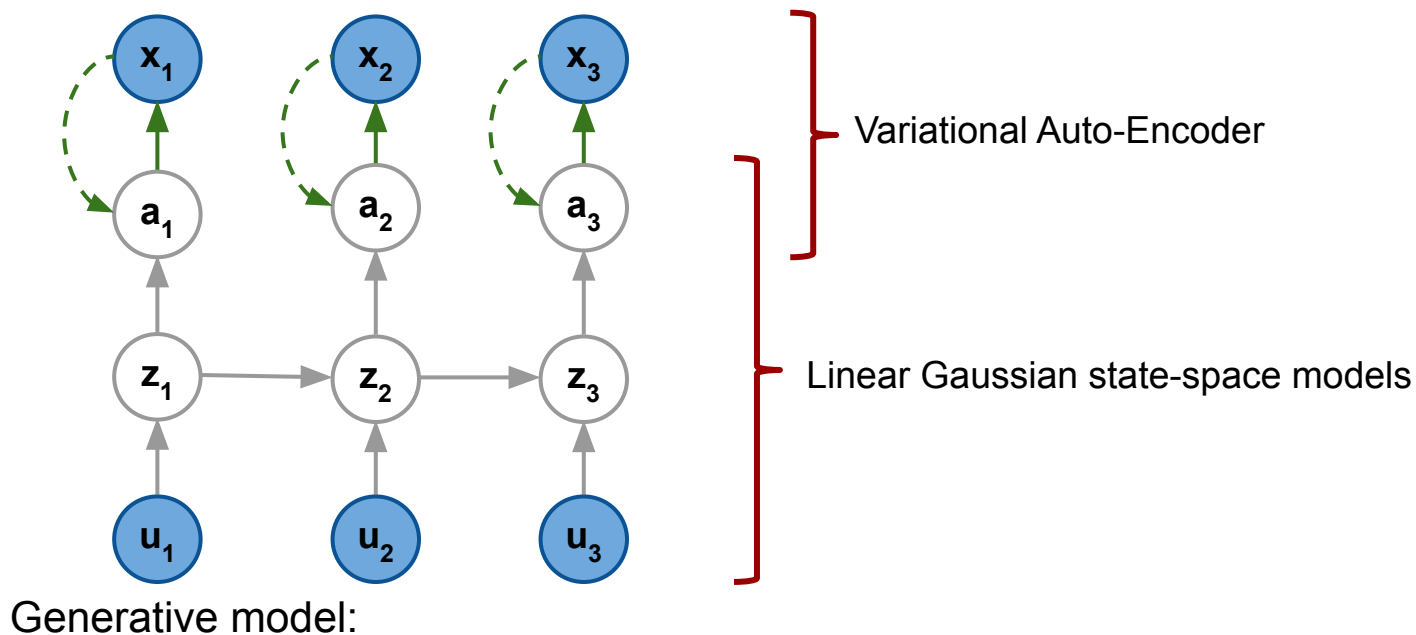 x1 x2 x3
Variational Auto-Encoder
a1 a2 a3
z1 z2 z3
Linear Gaussian state-space models
u1 u2 u3
Generative model: